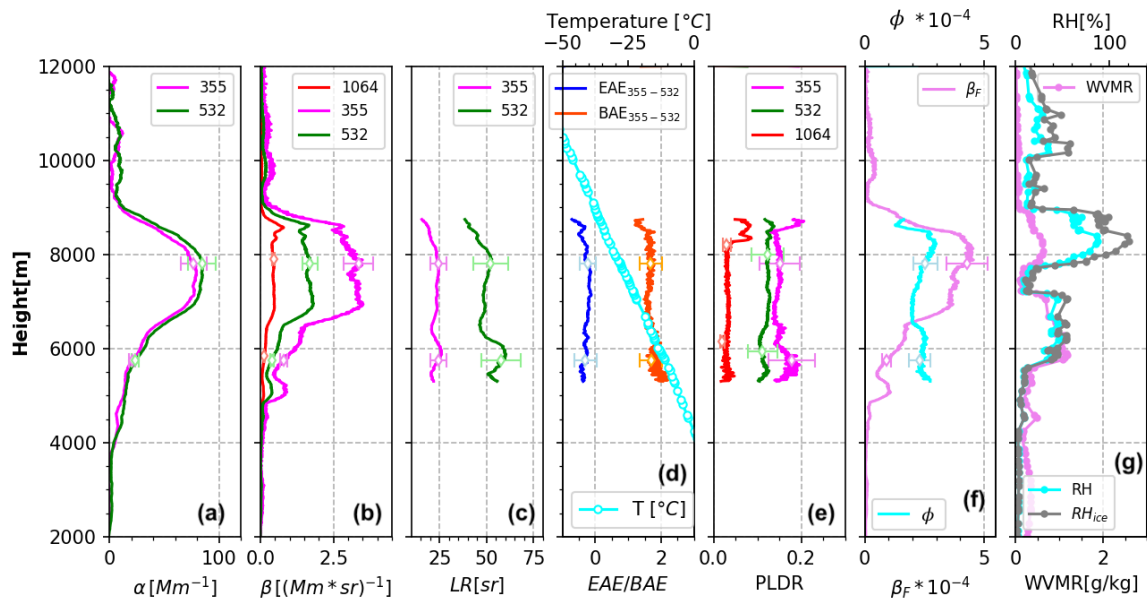 Temperature [°C] ϕ *10⁻⁴ RH[%]
−50 −25 0 0 5 0 100
12000
10000
8000
6000
4000
2000
Height[m]
355
532
(a)
0 100
α [Mm⁻¹]
1064
355
532
(b)
0.0 2.5
β [(Mm * sr)⁻¹]
355
532
(c)
25 50 75
LR[sr]
EAE₃₅₅₋₅₃₂
BAE₃₅₅₋₅₃₂
(d)
T [°C]
0 2
EAE/BAE
355
532
1064
(e)
0.0 0.2
PLDR
β_F
(f)
ϕ
0 5
β_F * 10⁻⁴
WVMR
(g)
RH
RH_ice
0 2
WVMR[g/kg]